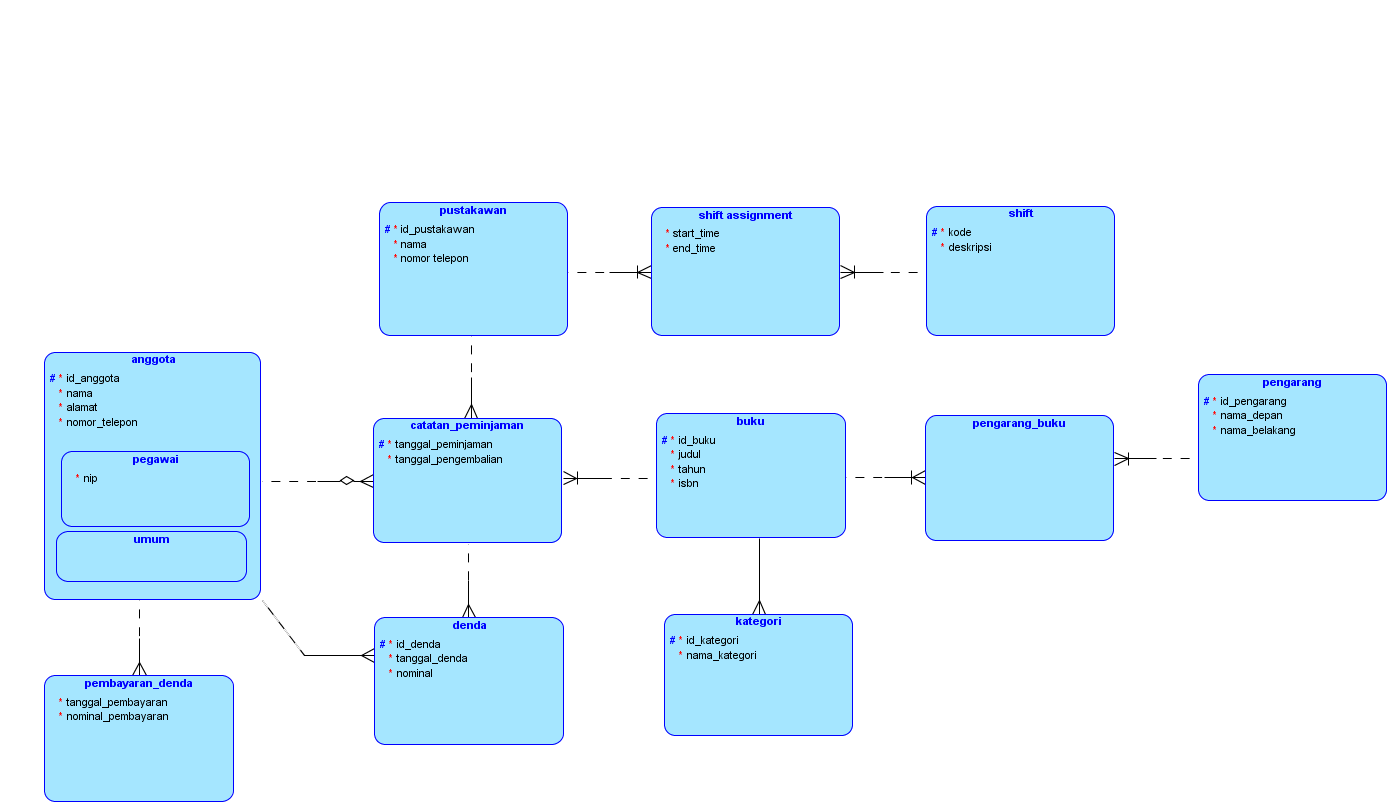 pustakawan
# * id_pustakawan
* nama
* nomor telepon
shift assignment
* start_time
* end_time
shift
# * kode
* deskripsi
anggota
# * id_anggota
* nama
* alamat
* nomor_telepon
pegawai
* nip
umum
catatan_peminjaman
# * tanggal_peminjaman
* tanggal_pengembalian
buku
# * id_buku
* judul
* tahun
* isbn
pengarang_buku
pengarang
# * id_pengarang
* nama_depan
* nama_belakang
pembayaran_denda
* tanggal_pembayaran
* nominal_pembayaran
denda
# * id_denda
* tanggal_denda
* nominal
kategori
# * id_kategori
* nama_kategori